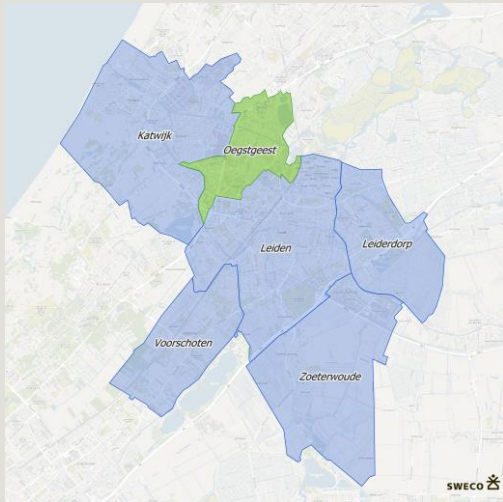 Katwijk
Oegstgeest
Leiden
Leiderdorp
Voorschoten
Zoeterwoude
SWECO